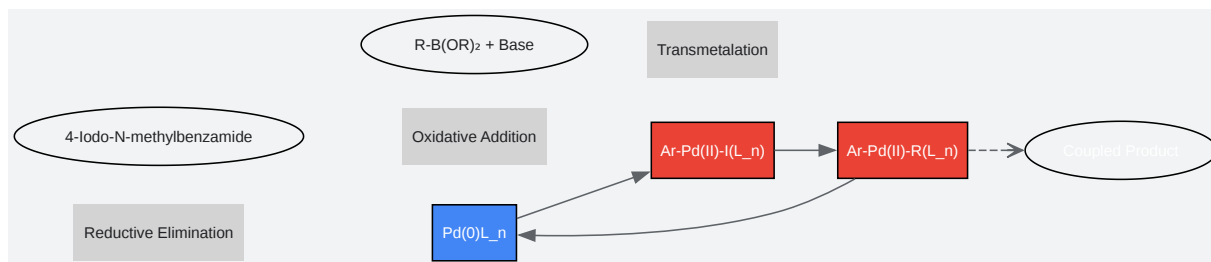 R-B(OR)₂ + Base
Transmetalation
4-Iodo-N-methylbenzamide
Oxidative Addition
Ar-Pd(II)-I(L_n)
Ar-Pd(II)-R(L_n)
Coupled Product
Reductive Elimination
Pd(0)L_n